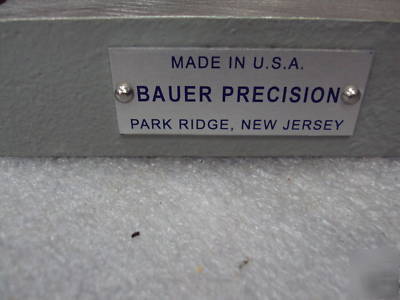 MADE IN U.S.A.
BAUER PRECISION
PARK RIDGE, NEW JERSEY